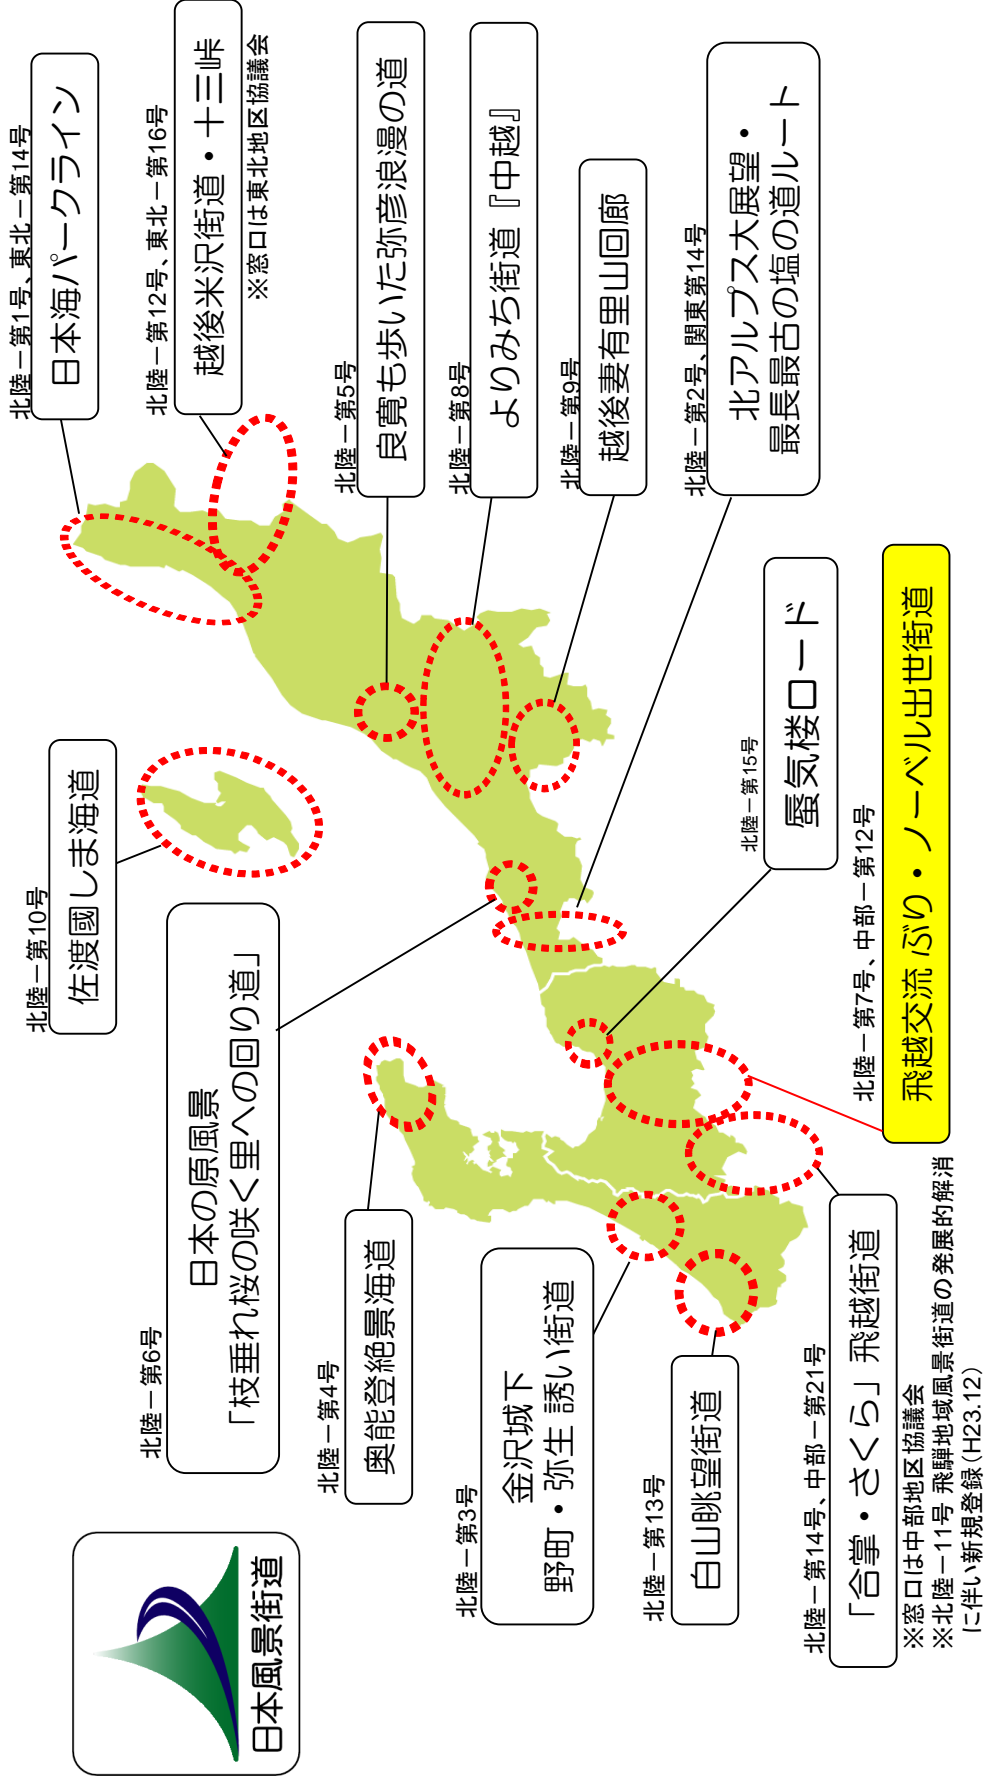 日本風景街道
北陸－第6号
日本の原風景
「枝垂れ桜の咲く里への回り道」
北陸－第10号
佐渡國しま海道
北陸－第1号、東北－第14号
日本海パークライン
北陸－第12号、東北－第16号
越後米沢街道・十三峠
※窓口は東北地区協議会
北陸－第5号
良寛も歩いた弥彦浪漫の道
北陸－第8号
よりみち街道『中越』
北陸－第9号
越後妻有里山回廊
北陸－第2号、関東第14号
北アルプス大展望・
最長最古の塩の道ルート
北陸－第15号
蜃気楼ロード
北陸－第7号、中部－第12号
飛越交流 ぶり・ノーベル出世街道
北陸－第4号
奥能登絶景海道
北陸－第3号
金沢城下
野町・弥生 誘い街道
北陸－第13号
白山眺望街道
北陸－第14号、中部－第21号
「合掌・さくら」飛越街道
※窓口は中部地区協議会
※北陸－11号 飛騨地域風景街道の発展的解消
に伴い新規登録（H23.12）